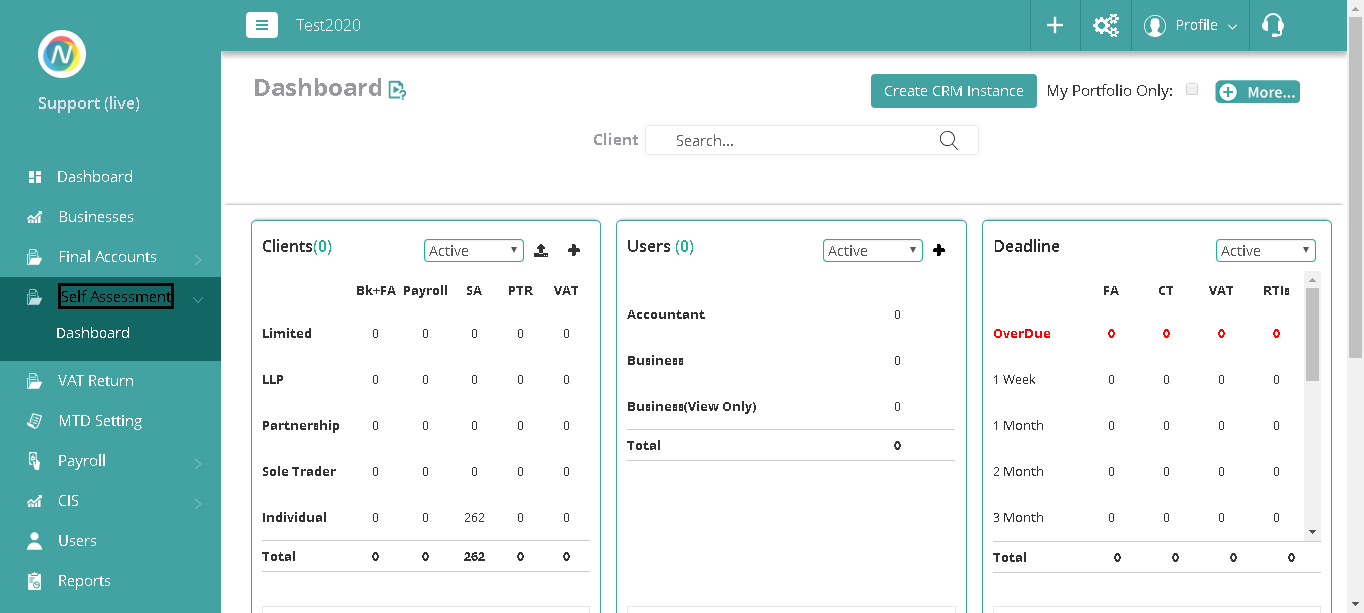 Test2020
Profile
N
Support (live)
Dashboard
Businesses
Final Accounts
Self Assessment
Dashboard
VAT Return
MTD Setting
Payroll
CIS
Users
Reports
Dashboard
Create CRM Instance My Portfolio Only: More...
Client Search...
Clients(0) Active
Bk+FA Payroll SA PTR VAT
Limited 0 0 0 0 0
LLP 0 0 0 0 0
Partnership 0 0 0 0 0
Sole Trader 0 0 0 0 0
Individual 0 0 262 0 0
Total 0 0 262 0 0
Users (0) Active
Accountant 0
Business 0
Business(View Only) 0
Total 0
Deadline Active
FA CT VAT RTIs
OverDue 0 0 0 0
1 Week 0 0 0 0
1 Month 0 0 0 0
2 Month 0 0 0 0
3 Month 0 0 0 0
Total 0 0 0 0